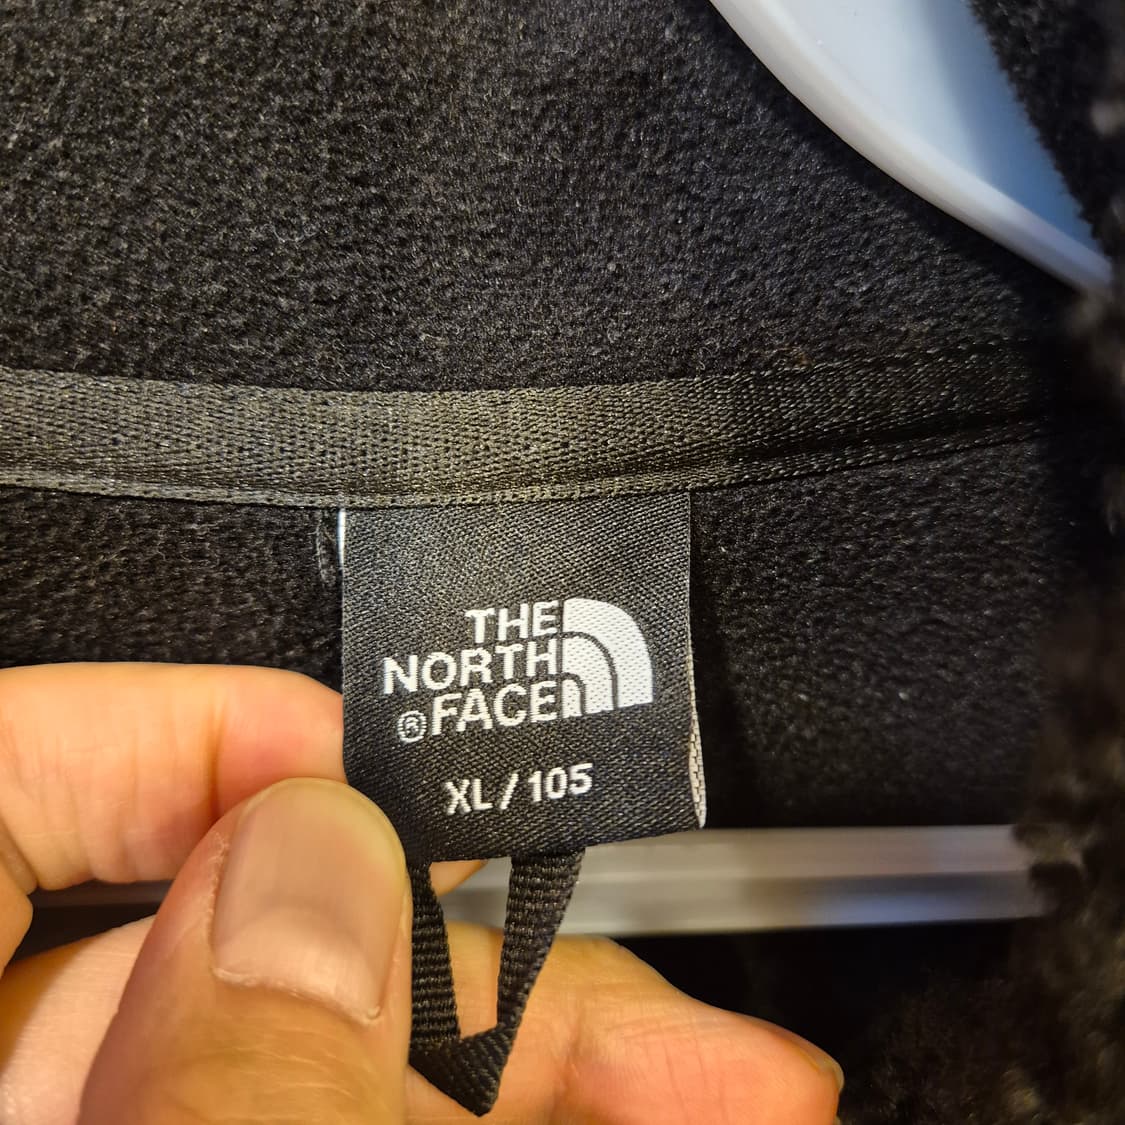 THE
NORTH
®FACE
XL/105